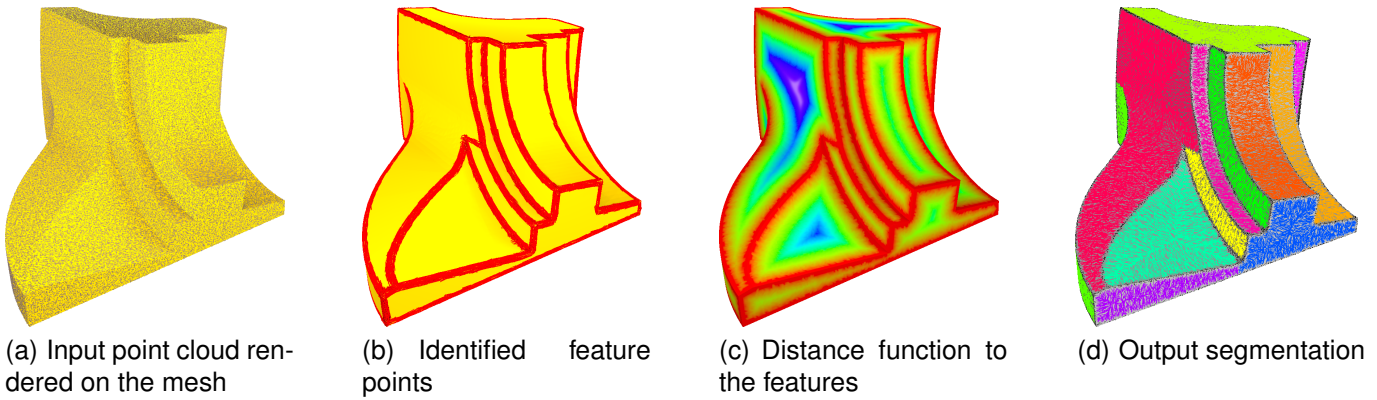 (a) Input point cloud ren-
dered on the mesh
(b) Identified feature
points
(c) Distance function to
the features
(d) Output segmentation